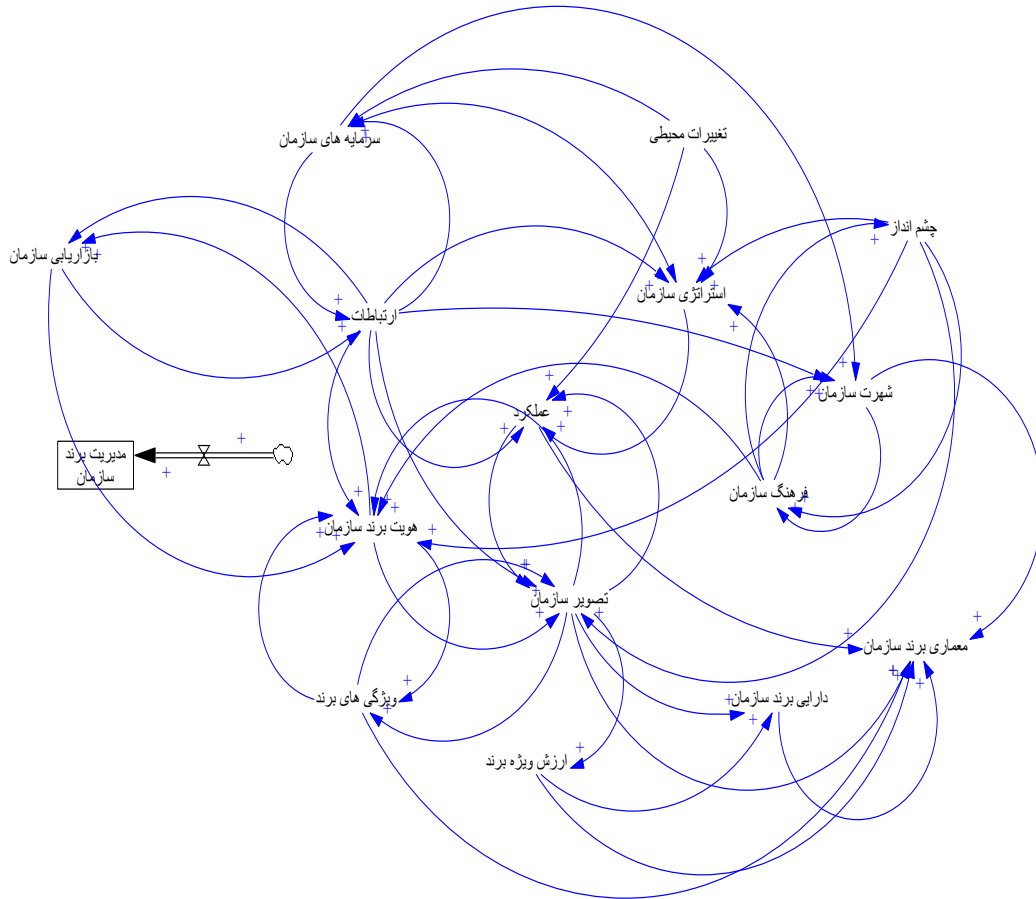 تغییرات محیطی
سرمایه های سازمان
چشم انداز
بازاریابی سازمان
استراتژی سازمان
ارتباطات
شهرت سازمان
عملکرد
مدیریت برند
سازمان
فرهنگ سازمان
هویت برند سازمان
تصویر سازمان
معماری برند سازمان
دارایی برند سازمان
ویژگی های برند
ارزش ویژه برند